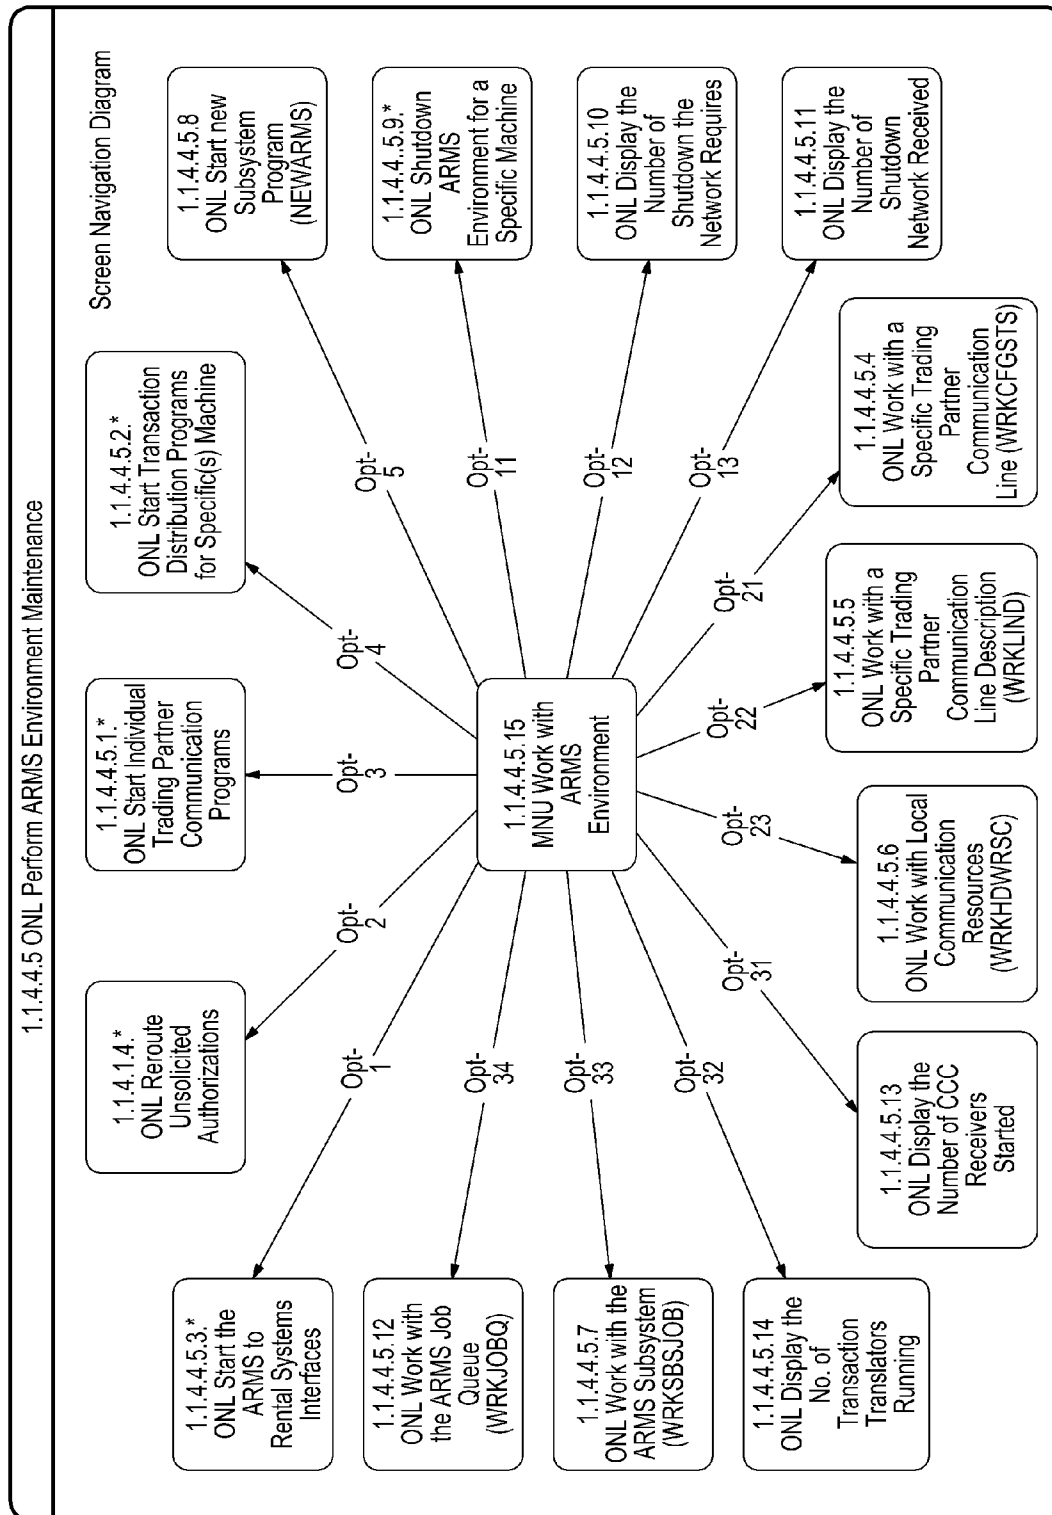 1.1.4.4.5 ONL Perform ARMS Environment Maintenance
Screen Navigation Diagram
1.1.4.4.5.3.*
ONL Start the
ARMS to
Rental Systems
Interfaces
1.1.4.1.4.*
ONL Reroute
Unsolicited
Authorizations
1.1.4.4.5.1.*
ONL Start Individual
Trading Partner
Communication
Programs
1.1.4.4.5.2.*
ONL Start Transaction
Distribution Programs
for Specific(s) Machine
1.1.4.4.5.8
ONL Start new
Subsystem
Program
(NEWARMS)
Opt-
1
Opt-
2
Opt-
3
Opt-
4
Opt-
5
1.1.4.4.5.12
ONL Work with
the ARMS Job
Queue
(WRKJOBQ)
Opt-
34
1.1.4.4.5.15
MNU Work with
ARMS
Environment
Opt-
11
1.1.4.4..5.9.*
ONL Shutdown
ARMS
Environment for a
Specific Machine
1.1.4.4.5.7
ONL Work with the
ARMS Subsystem
(WRKSBSJOB)
Opt-
33
Opt-
12
1.1.4.4.5.10
ONL Display the
Number of
Shutdown the
Network Requires
1.1.4.4.5.14
ONL Display the
No. of
Transaction
Translators
Running
Opt-
32
Opt-
31
Opt-
23
Opt-
22
Opt-
21
Opt-
13
1.1.4.4.5.11
ONL Display the
Number of
Shutdown
Network Received
1.1.4.4.5.13
ONL Display the
Number of CCC
Receivers
Started
1.1.4.4.5.6
ONL Work with Local
Communication
Resources
(WRKHDWRSC)
1.1.4.4.5.5
ONL Work with a
Specific Trading
Partner
Communication
Line Description
(WRKLIND)
1.1.4.4.5.4
ONL Work with a
Specific Trading
Partner
Communication
Line (WRKCFGSTS)